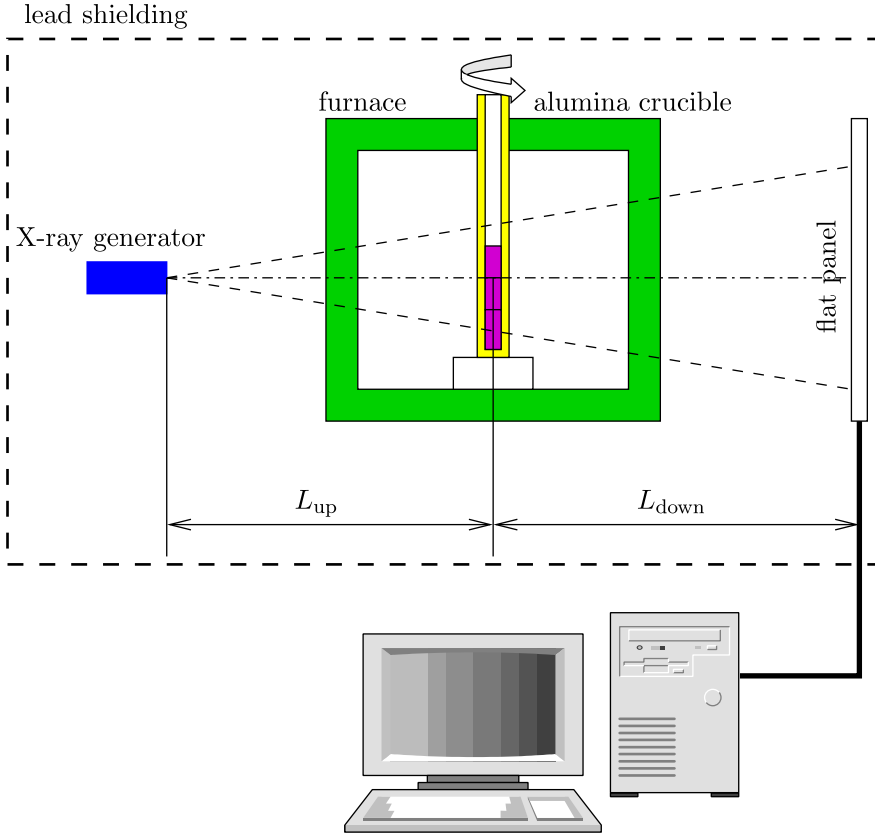 lead shielding
furnace
alumina crucible
X-ray generator
flat panel
L_up
L_down